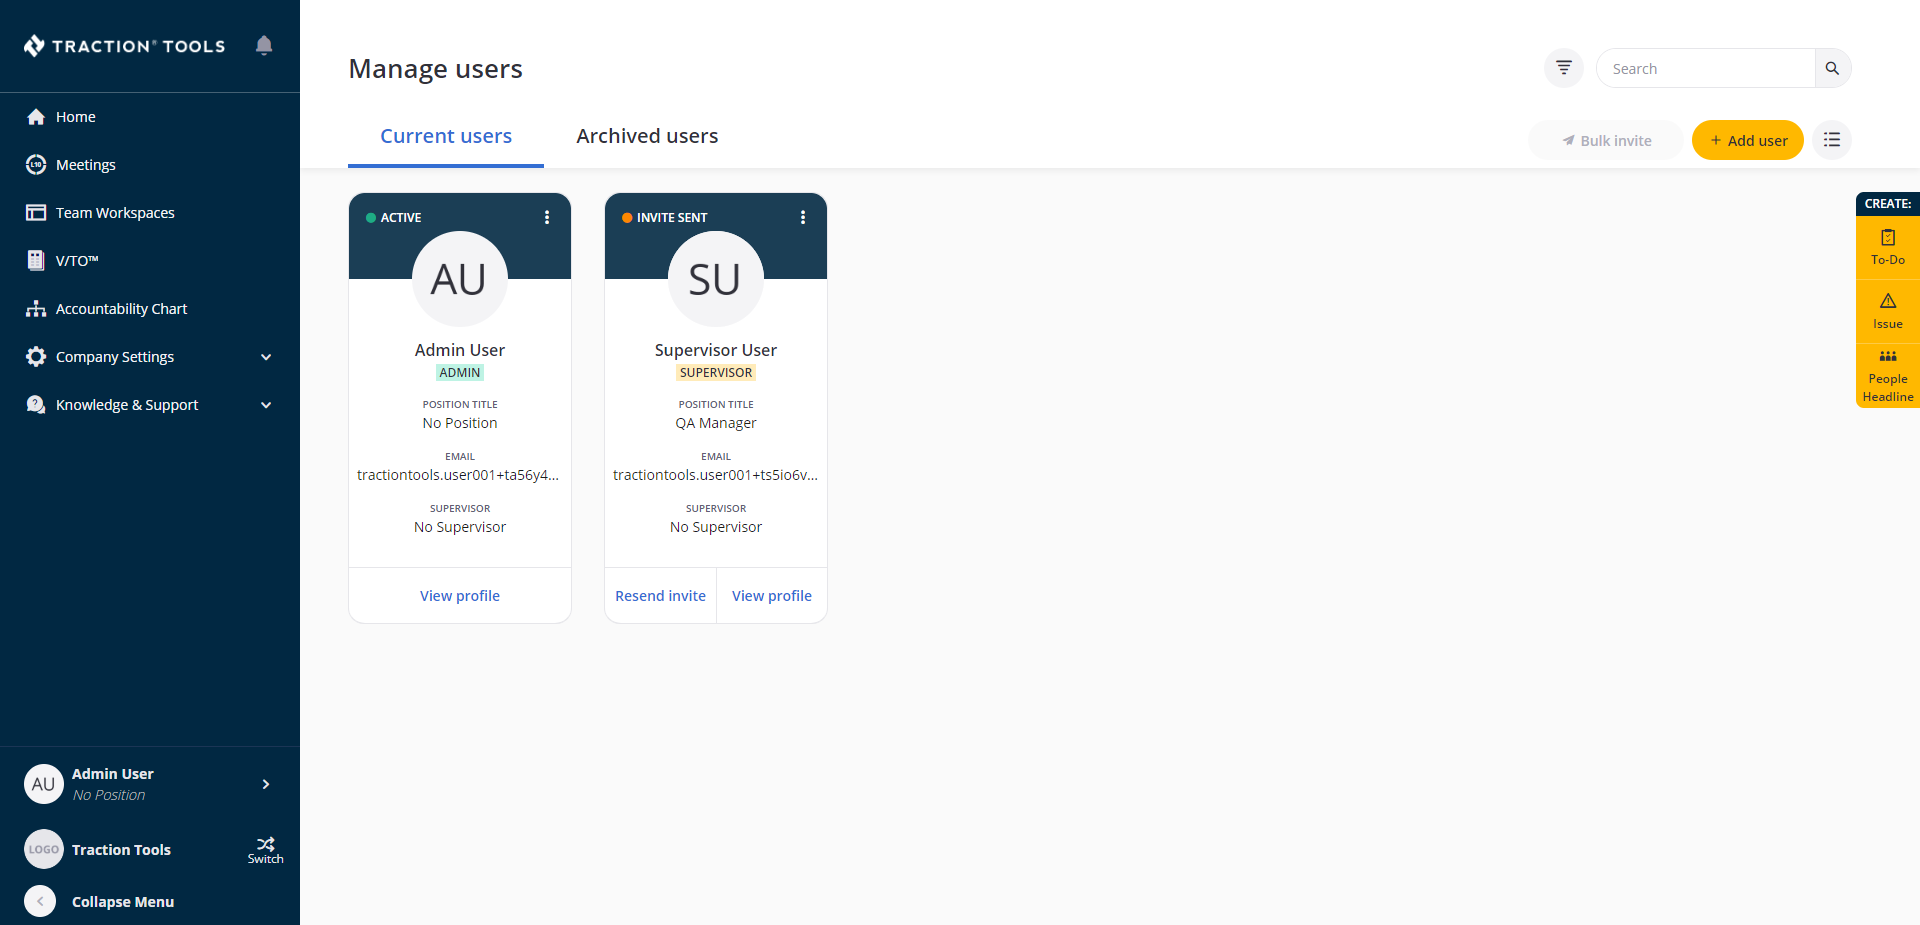 TRACTION® TOOLS
Home
L10
Meetings
Team Workspaces
V/TO™
Accountability Chart
Company Settings
Knowledge & Support
AU
Admin User
No Position
LOGO
Traction Tools
Switch
Collapse Menu
Manage users
Search
Current users
Archived users
Bulk invite
+ Add user
ACTIVE
AU
Admin User
ADMIN
POSITION TITLE
No Position
EMAIL
tractiontools.user001+ta56y4...
SUPERVISOR
No Supervisor
View profile
INVITE SENT
SU
Supervisor User
SUPERVISOR
POSITION TITLE
QA Manager
EMAIL
tractiontools.user001+ts5io6v...
SUPERVISOR
No Supervisor
Resend invite
View profile
CREATE:
To-Do
Issue
People
Headline